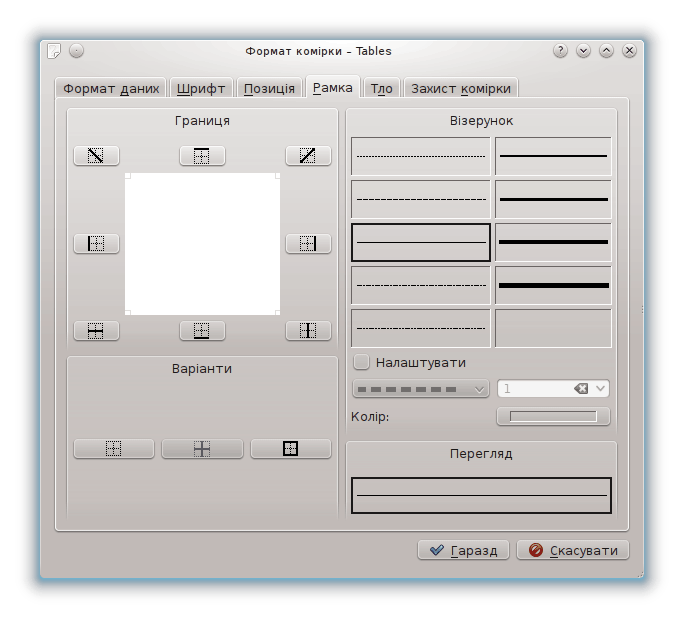 Формат комірки – Tables
Формат даних Шрифт Позиція Рамка Тло Захист комірки
Границя
Візерунок
Варіанти
Налаштувати
1
Колір:
Перегляд
Гаразд Скасувати